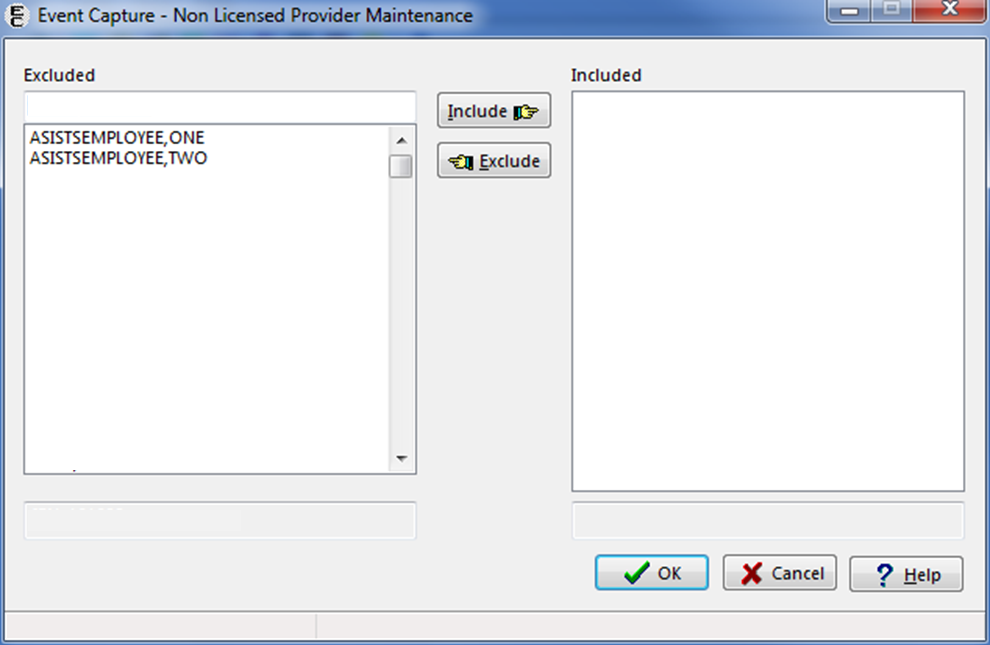 Event Capture - Non Licensed Provider Maintenance
Excluded
Included
Include
Exclude
ASISTSEMPLOYEE,ONE
ASISTSEMPLOYEE,TWO
OK
Cancel
Help